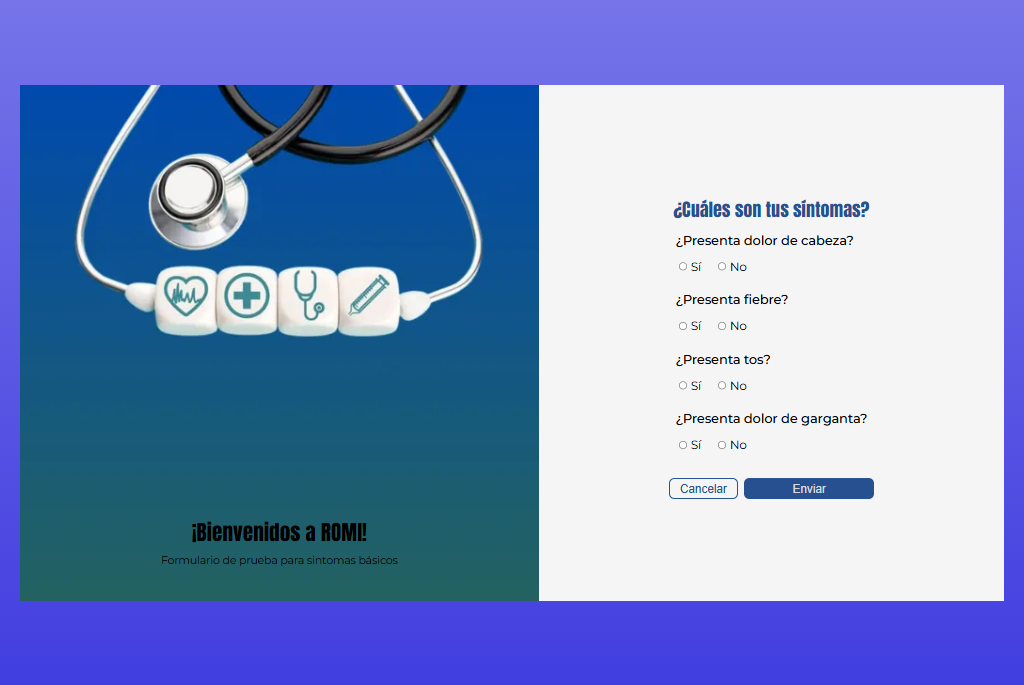 ¡Bienvenidos a ROMI!
Formulario de prueba para sintomas básicos
¿Cuáles son tus síntomas?
¿Presenta dolor de cabeza?
Sí No
¿Presenta fiebre?
Sí No
¿Presenta tos?
Sí No
¿Presenta dolor de garganta?
Sí No
Cancelar Enviar